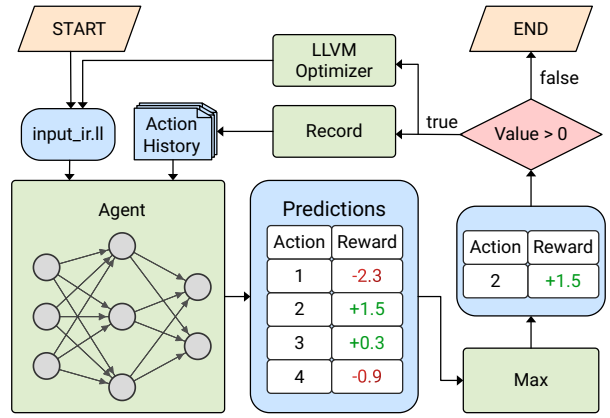 START
END
LLVM
Optimizer
false
input_ir.ll
Action
History
Record
true
Value > 0
Agent
Predictions
Action Reward
1 -2.3
2 +1.5
3 +0.3
4 -0.9
Action Reward
2 +1.5
Max